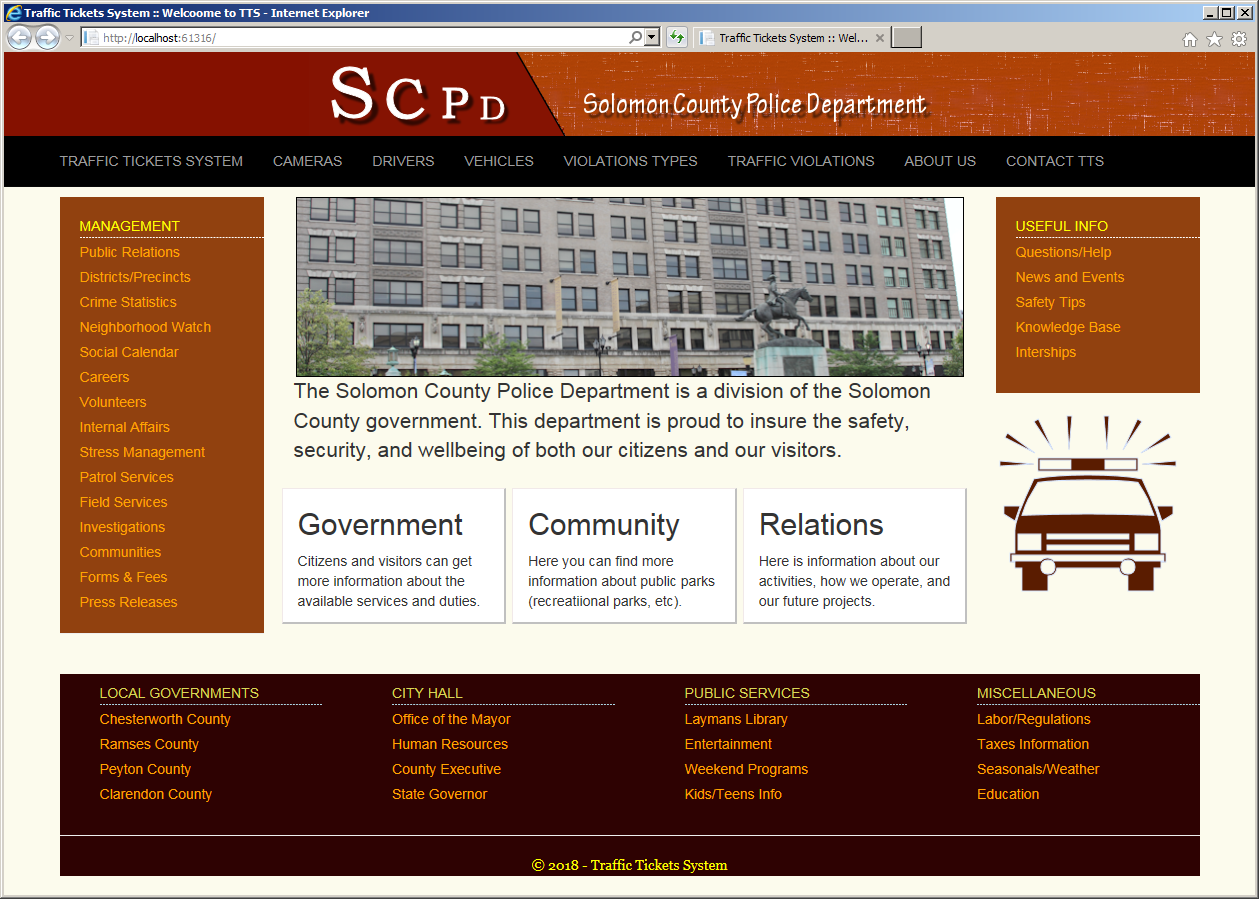 Traffic Tickets System :: Welcoome to TTS - Internet Explorer
http://localhost:61316/
Traffic Tickets System :: Wel...
SCPD
Solomon County Police Department
TRAFFIC TICKETS SYSTEM CAMERAS DRIVERS VEHICLES VIOLATIONS TYPES TRAFFIC VIOLATIONS ABOUT US CONTACT TTS
MANAGEMENT
Public Relations
Districts/Precincts
Crime Statistics
Neighborhood Watch
Social Calendar
Careers
Volunteers
Internal Affairs
Stress Management
Patrol Services
Field Services
Investigations
Communities
Forms & Fees
Press Releases
The Solomon County Police Department is a division of the Solomon
County government. This department is proud to insure the safety,
security, and wellbeing of both our citizens and our visitors.
Government
Citizens and visitors can get
more information about the
available services and duties.
Community
Here you can find more
information about public parks
(recreatiional parks, etc).
Relations
Here is information about our
activities, how we operate, and
our future projects.
USEFUL INFO
Questions/Help
News and Events
Safety Tips
Knowledge Base
Interships
LOCAL GOVERNMENTS
Chesterworth County
Ramses County
Peyton County
Clarendon County
CITY HALL
Office of the Mayor
Human Resources
County Executive
State Governor
PUBLIC SERVICES
Laymans Library
Entertainment
Weekend Programs
Kids/Teens Info
MISCELLANEOUS
Labor/Regulations
Taxes Information
Seasonals/Weather
Education
© 2018 - Traffic Tickets System